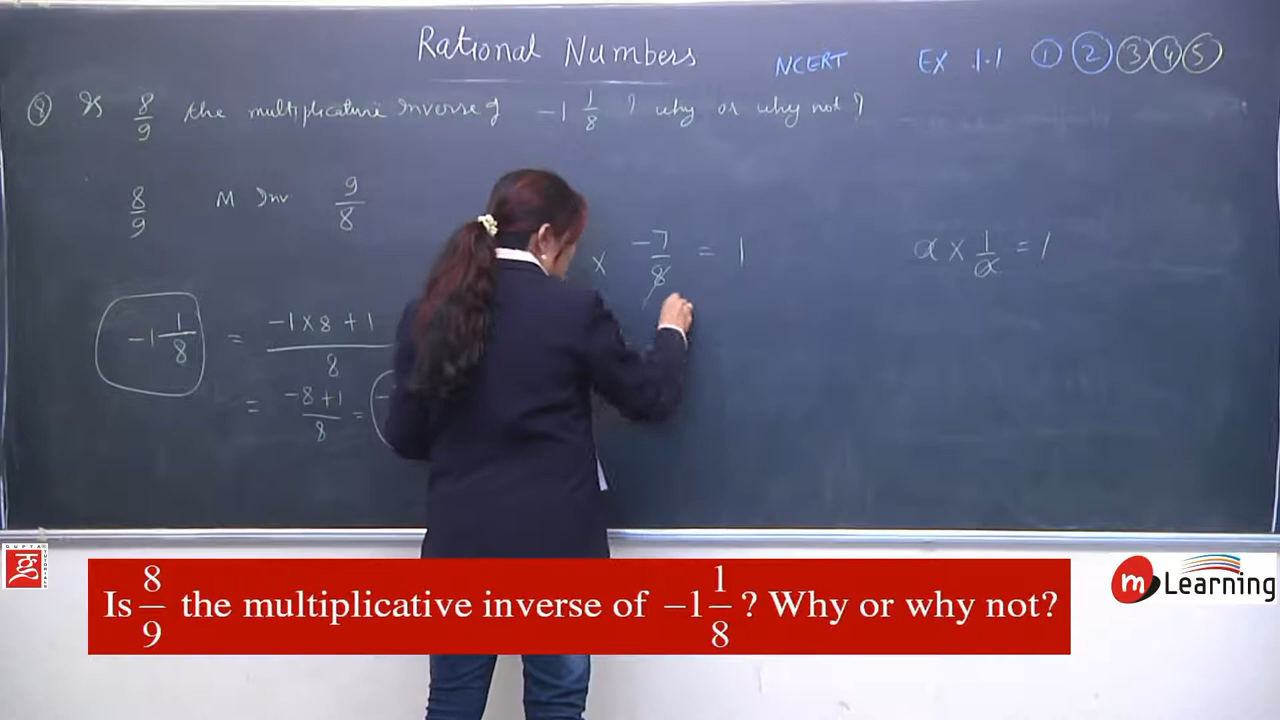 Rational Numbers
NCERT EX 1.1 1 2 3 4 5
8 Is 8/9 the multiplicative Inverse of -1 1/8 ? why or why not ?
8/9 M Inv 9/8
× -7/8 = 1
a × 1/a = 1
-1 1/8 = -1×8+1/8
= -8+1/8 =
GUPTA TUTORIALS
m Learning
Is 8/9 the multiplicative inverse of −1 1/8 ? Why or why not?